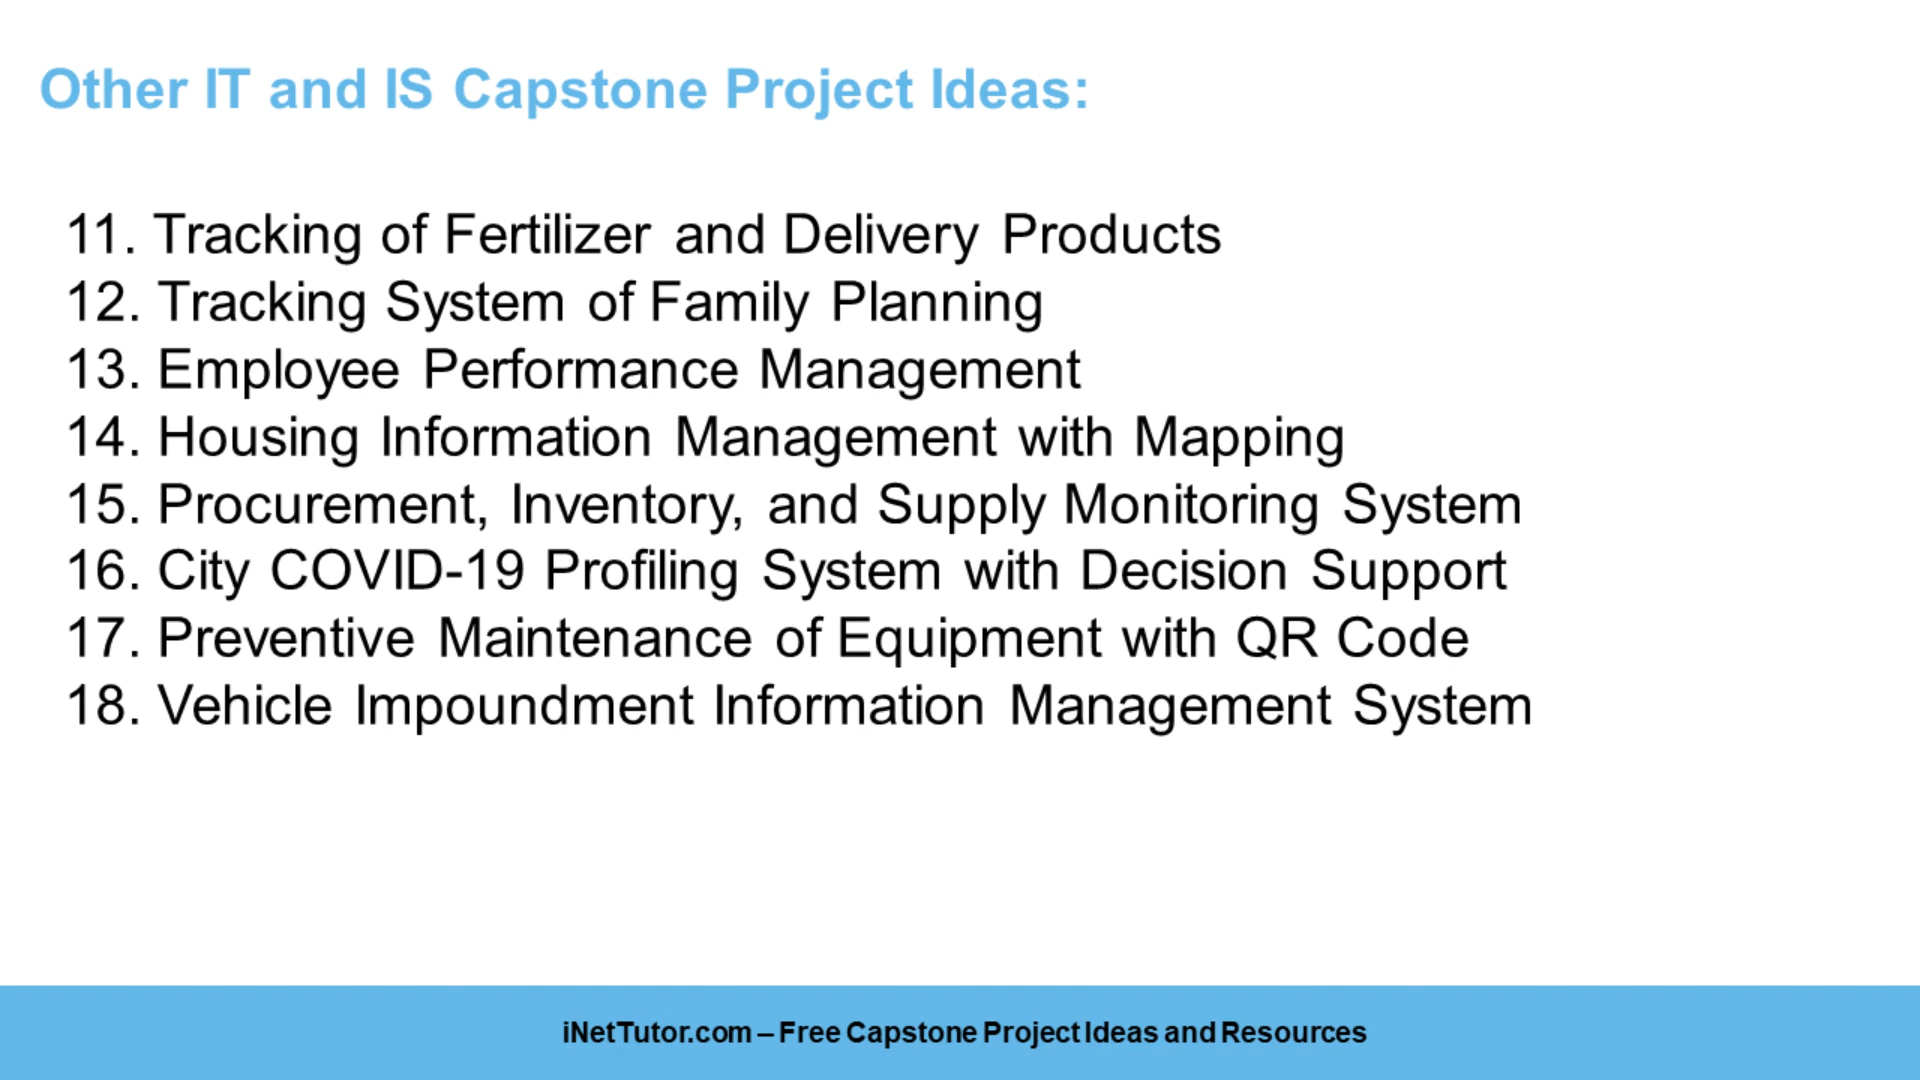 Other IT and IS Capstone Project Ideas:
11. Tracking of Fertilizer and Delivery Products
12. Tracking System of Family Planning
13. Employee Performance Management
14. Housing Information Management with Mapping
15. Procurement, Inventory, and Supply Monitoring System
16. City COVID-19 Profiling System with Decision Support
17. Preventive Maintenance of Equipment with QR Code
18. Vehicle Impoundment Information Management System
iNetTutor.com – Free Capstone Project Ideas and Resources